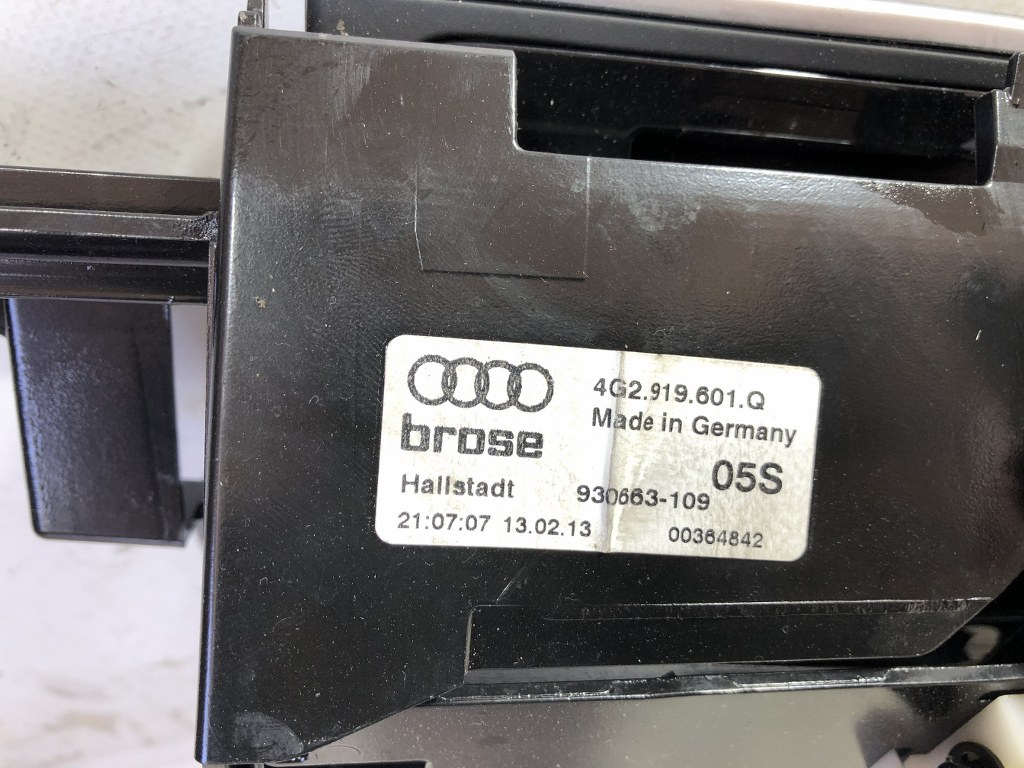 4G2.919.601.Q
brose
Made in Germany
05S
Hallstadt
930663-109
21:07:07 13.02.13
00364842